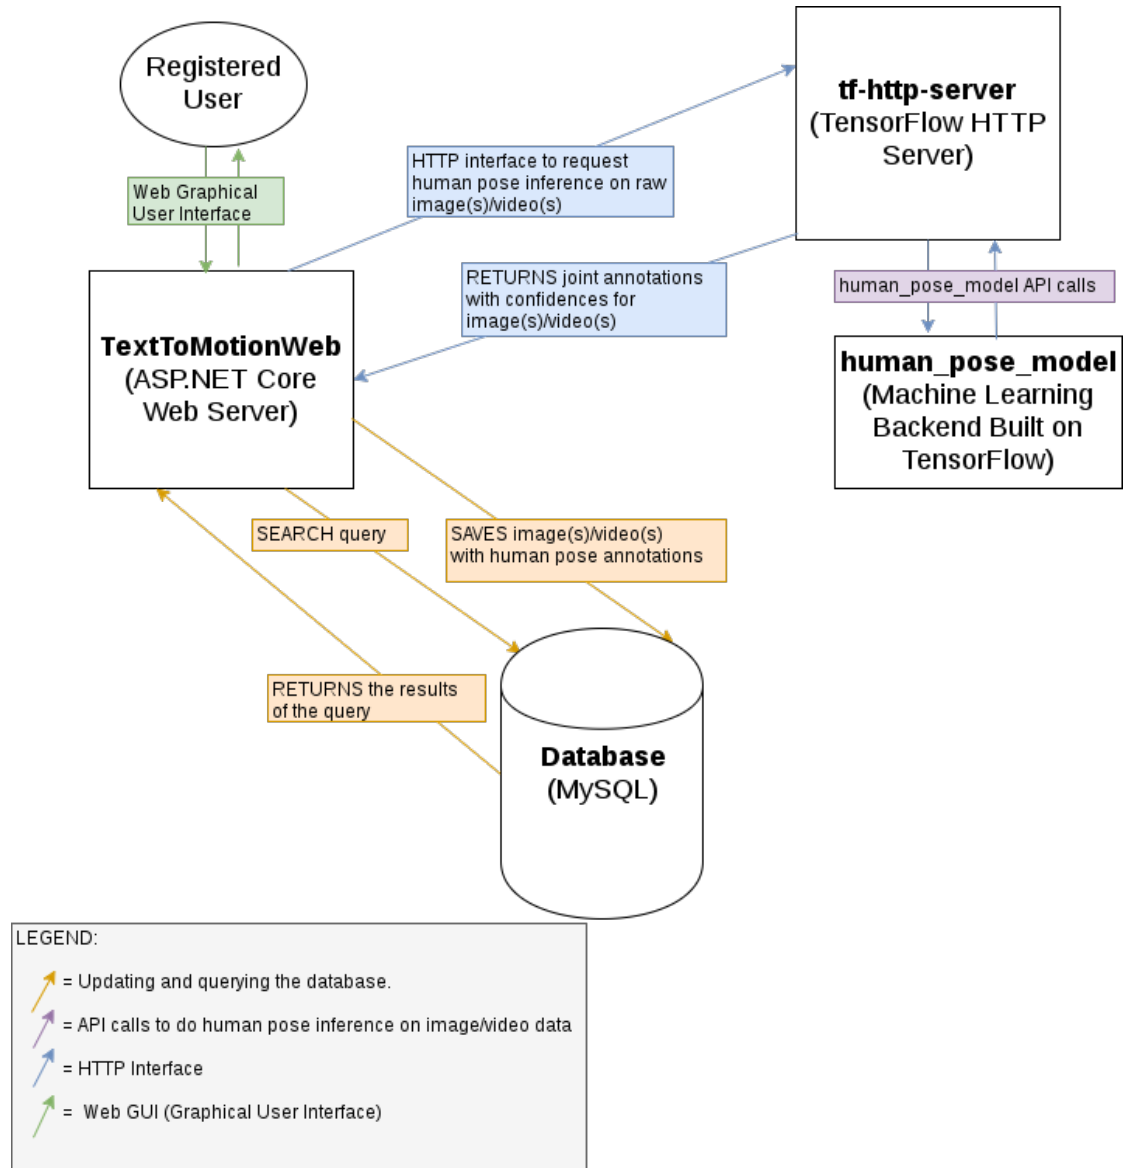 Registered
User
tf-http-server
(TensorFlow HTTP
Server)
HTTP interface to request
human pose inference on raw
image(s)/video(s)
Web Graphical
User Interface
RETURNS joint annotations
with confidences for
image(s)/video(s)
human_pose_model API calls
TextToMotionWeb
(ASP.NET Core
Web Server)
human_pose_model
(Machine Learning
Backend Built on
TensorFlow)
SEARCH query
SAVES image(s)/video(s)
with human pose annotations
RETURNS the results
of the query
Database
(MySQL)
LEGEND:
= Updating and querying the database.
= API calls to do human pose inference on image/video data
= HTTP Interface
= Web GUI (Graphical User Interface)